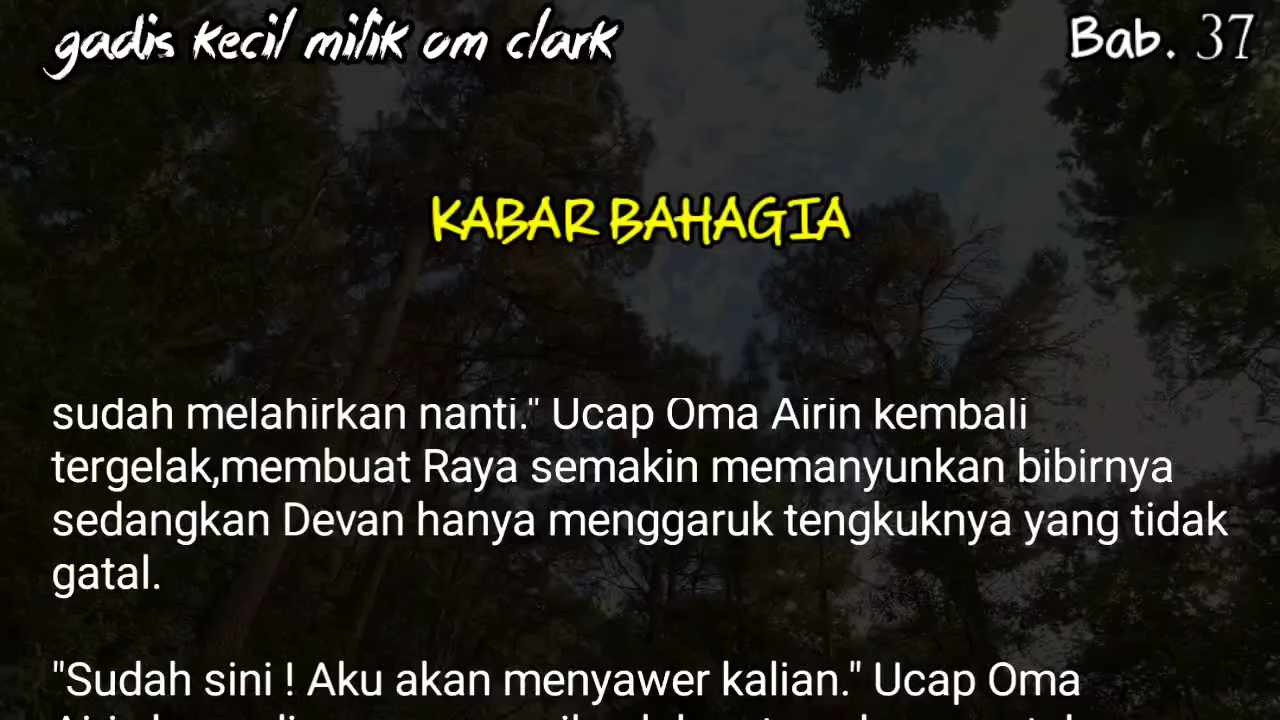 gadis kecil milik om clark
Bab. 37
KABAR BAHAGIA
sudah melahirkan nanti." Ucap Oma Airin kembali
tergelak,membuat Raya semakin memanyunkan bibirnya
sedangkan Devan hanya menggaruk tengkuknya yang tidak
gatal.
"Sudah sini ! Aku akan menyawer kalian." Ucap Oma